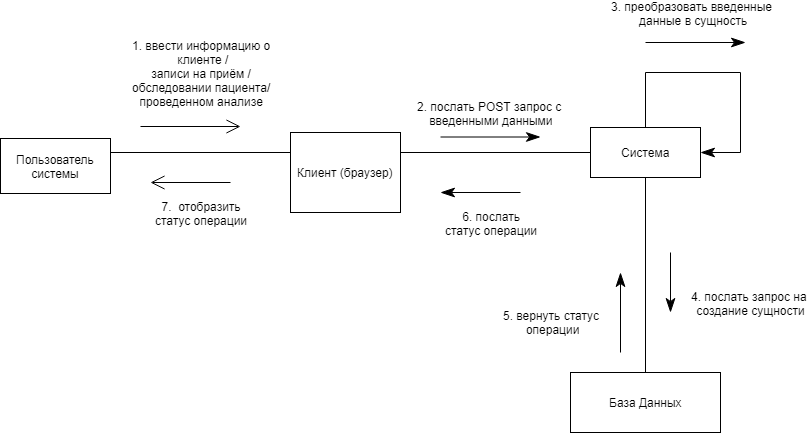 3. преобразовать введенные
данные в сущность
1. ввести информацию о
клиенте /
записи на приём /
обследовании пациента/
проведенном анализе
2. послать POST запрос с
введенными данными
Пользователь
системы
Клиент (браузер)
Система
7. отобразить
статус операции
6. послать
статус операции
5. вернуть статус
операции
4. послать запрос на
создание сущности
База Данных